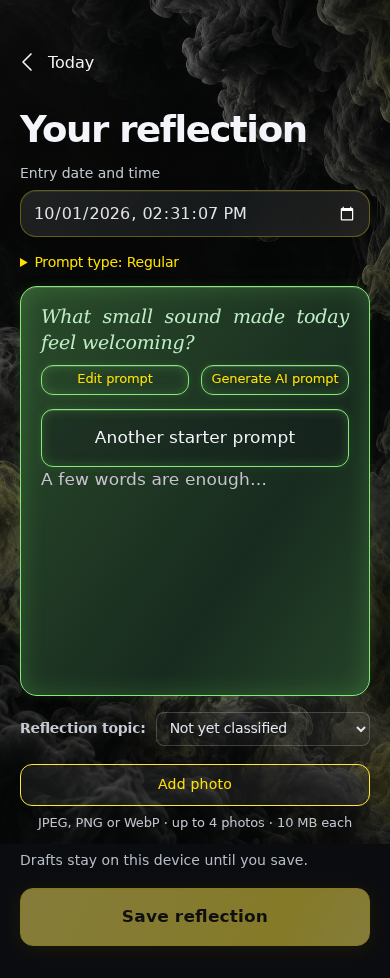 Today
Your reflection
Entry date and time
10/01/2026, 02:31:07 PM
Prompt type: Regular
What small sound made today
feel welcoming?
Edit prompt
Generate AI prompt
Another starter prompt
A few words are enough...
Reflection topic:
Not yet classified
Add photo
JPEG, PNG or WebP · up to 4 photos · 10 MB each
Drafts stay on this device until you save.
Save reflection